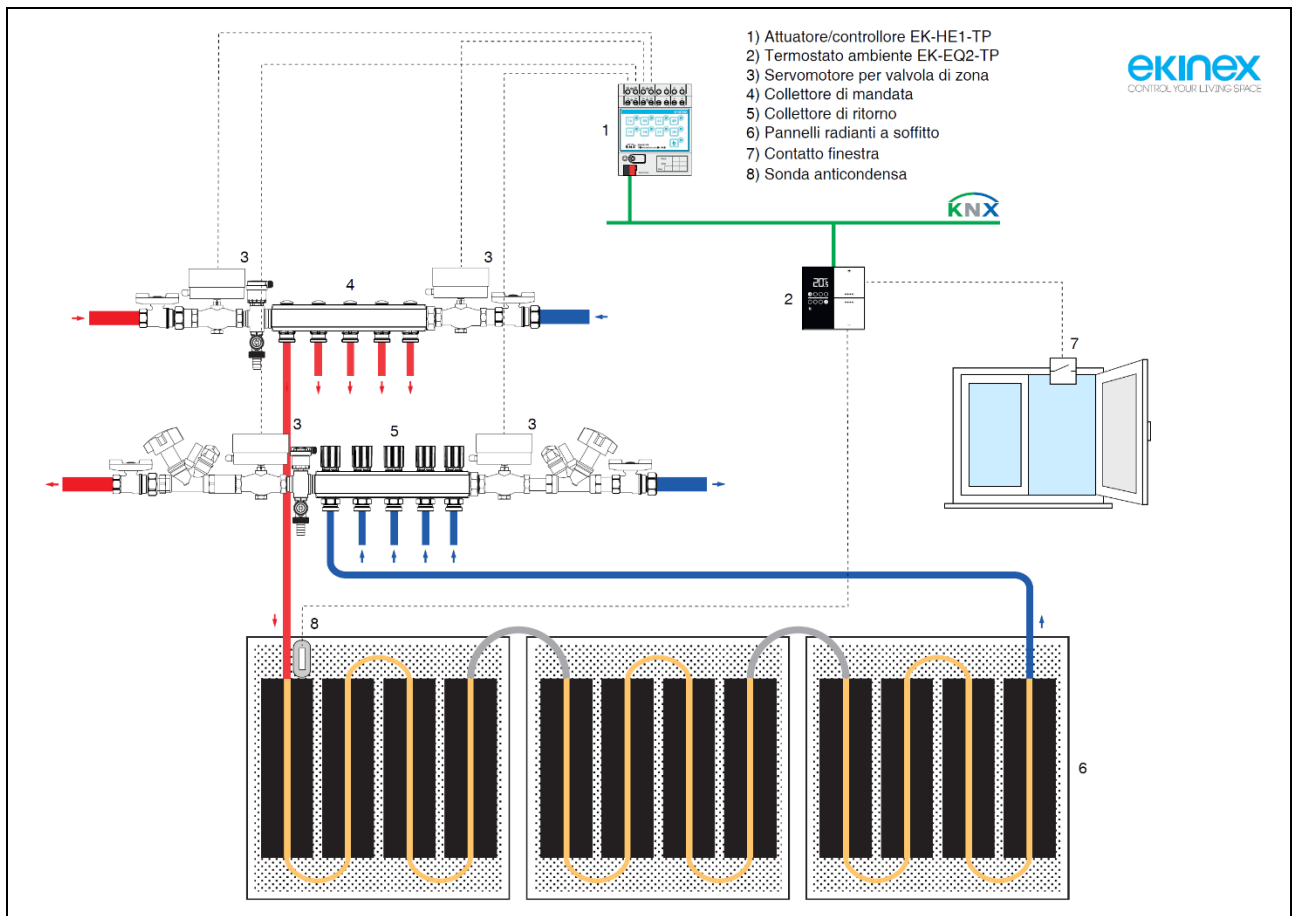 1) Attuatore/controllore EK-HE1-TP
2) Termostato ambiente EK-EQ2-TP
3) Servomotore per valvola di zona
4) Collettore di mandata
5) Collettore di ritorno
6) Pannelli radianti a soffitto
7) Contatto finestra
8) Sonda anticondensa
ekinex
CONTROL YOUR LIVING SPACE
1
KNX
3
4
3
2
7
3
5
3
8
6